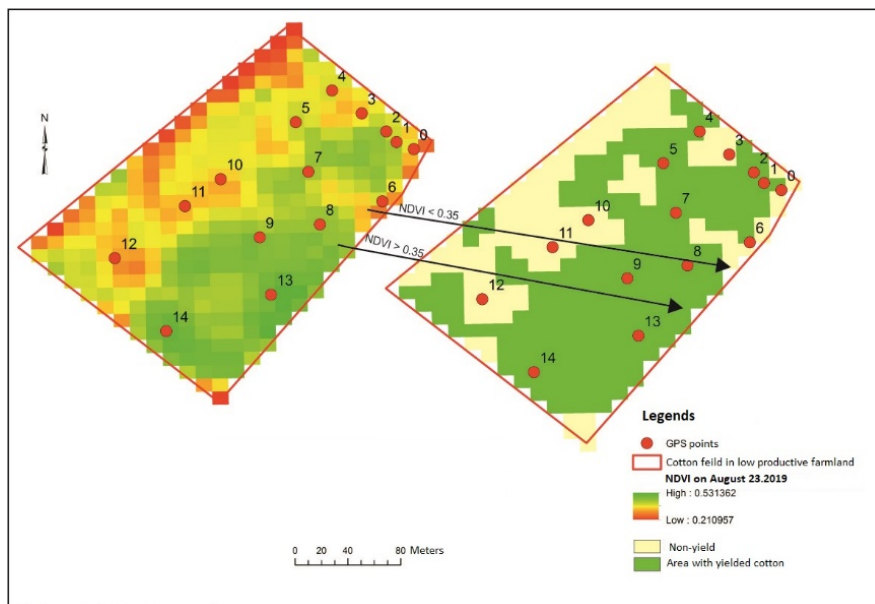 N
4
3
5
2
1
0
7
10
6
11
8
9
12
13
14
NDVI < 0.35
NDVI > 0.35
4
3
5
2
1
0
7
10
6
11
8
9
12
13
14
Legends
GPS points
Cotton feild in low productive farmland
NDVI on August 23.2019
High : 0.531362
Low : 0.210957
Non-yield
Area with yielded cotton
0 20 40 80 Meters